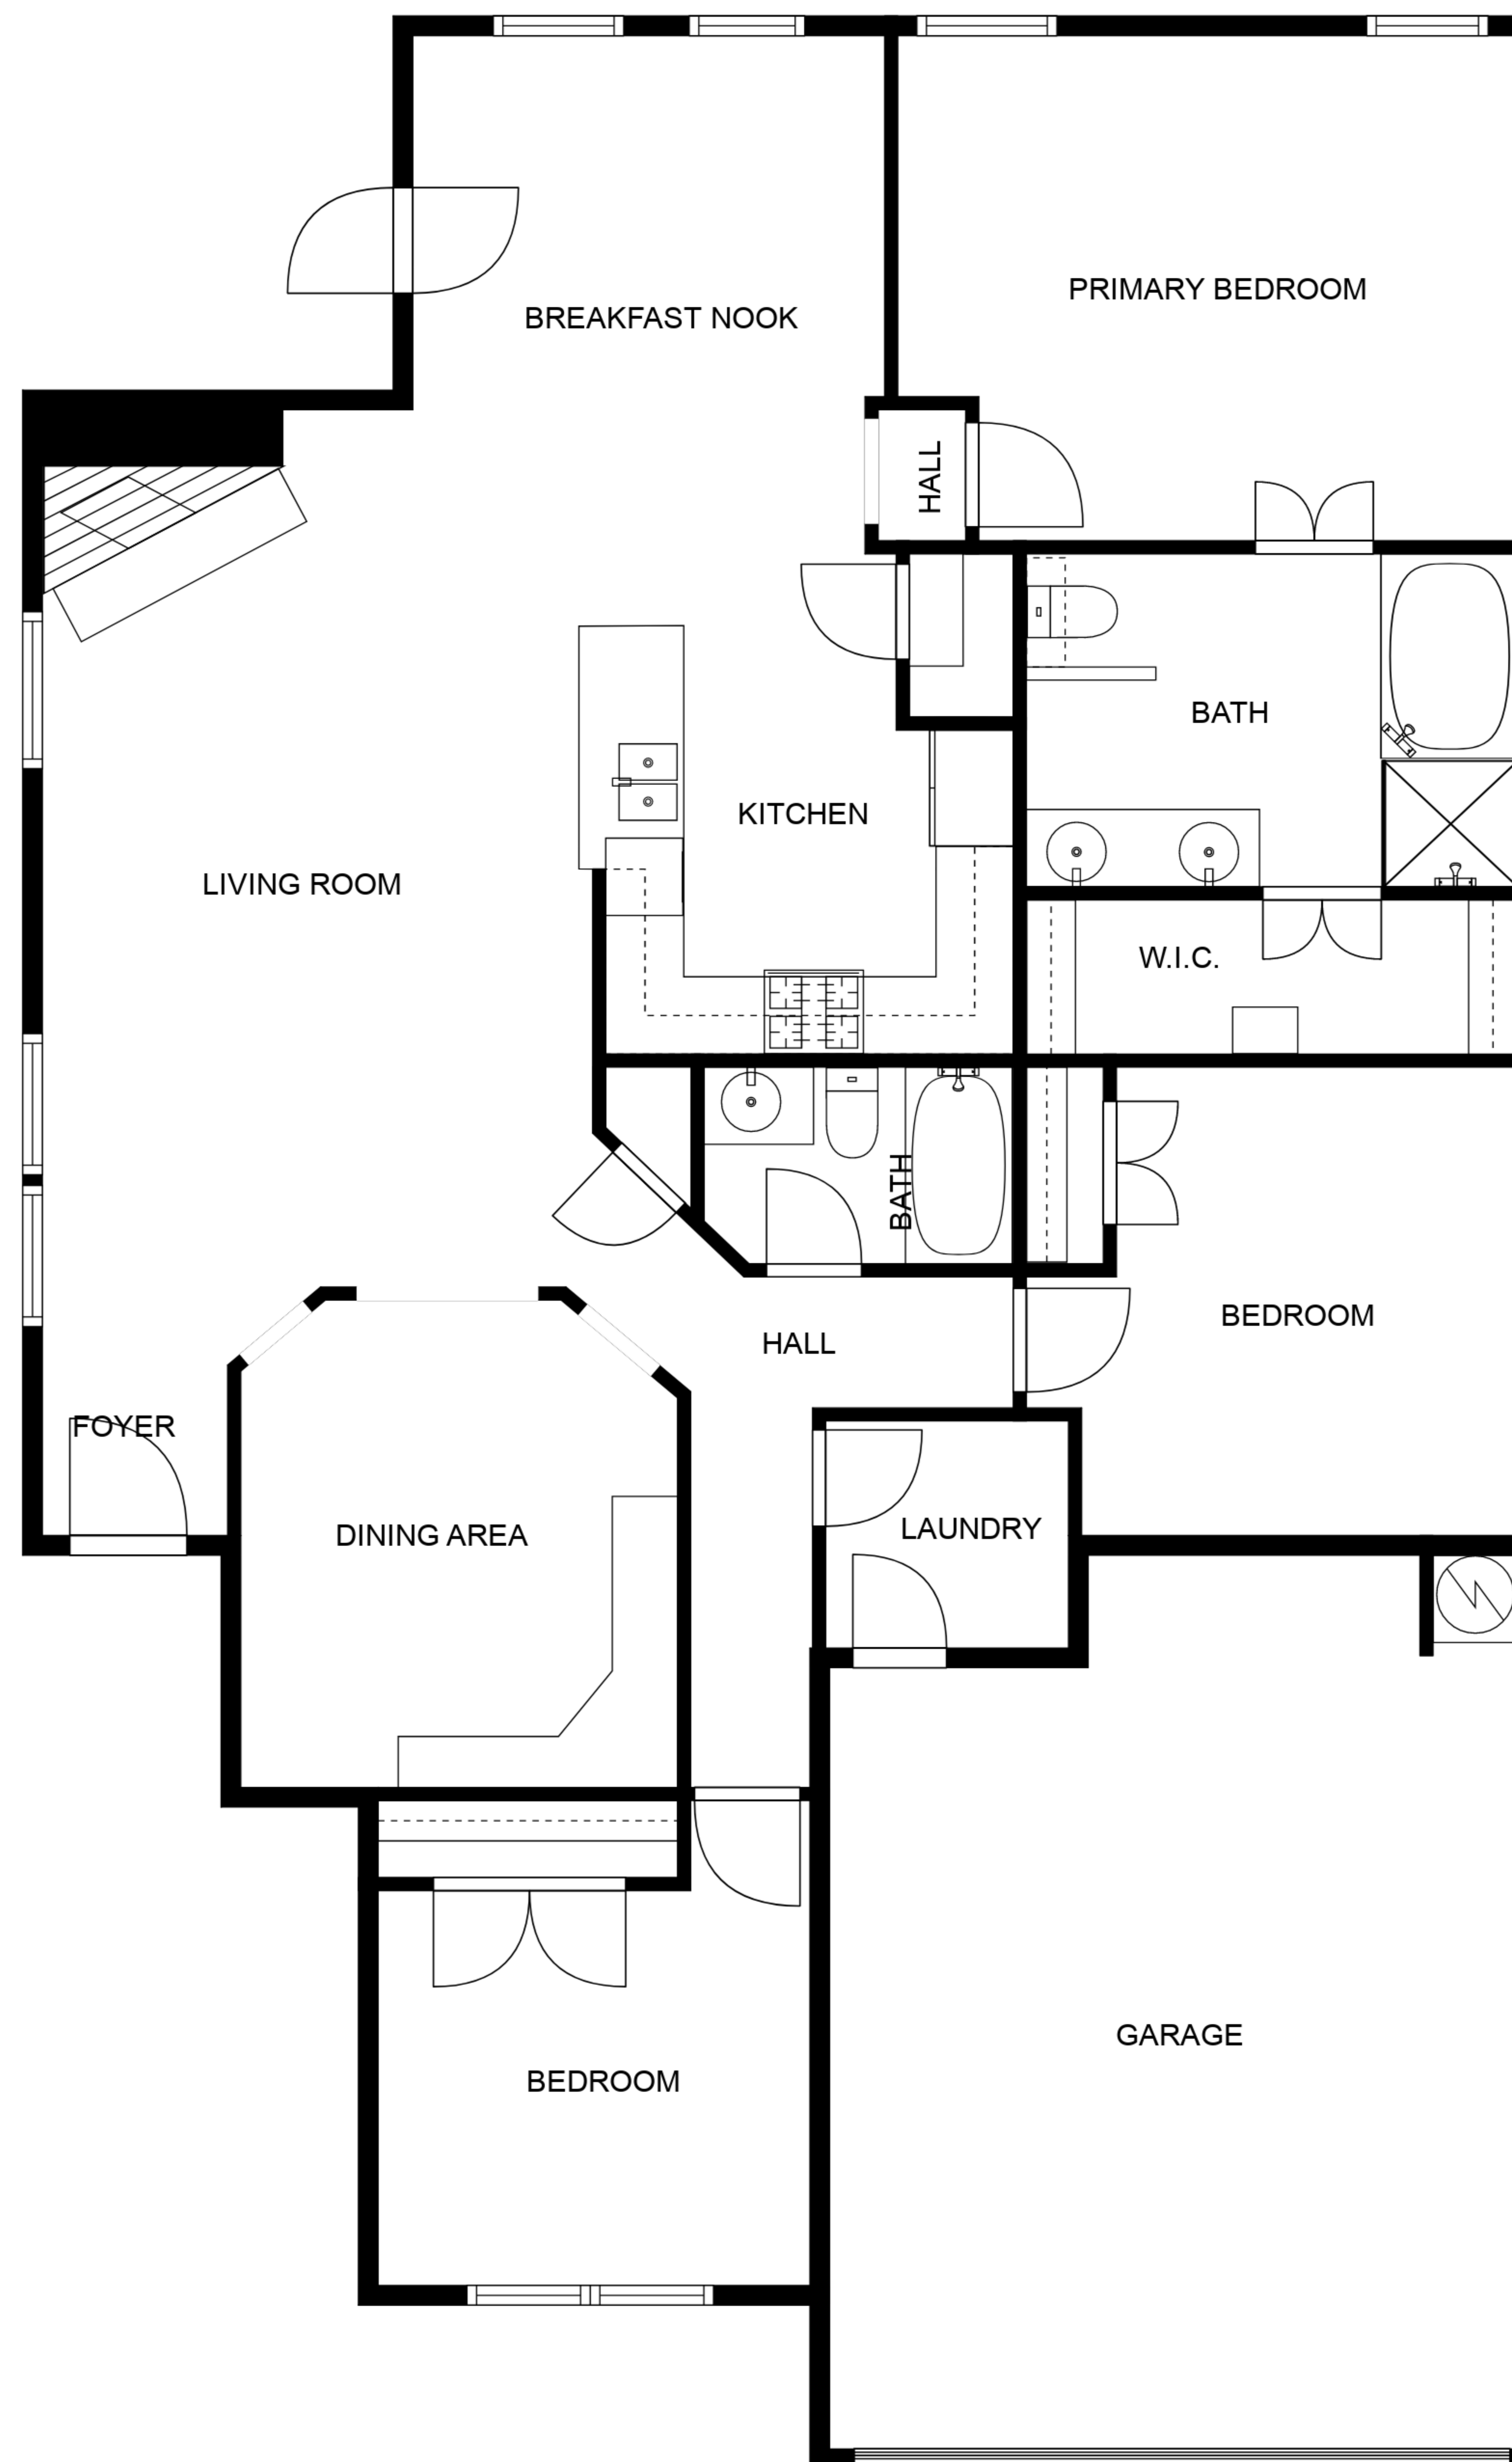 PRIMARY BEDROOM
BREAKFAST NOOK
HALL
BATH
KITCHEN
LIVING ROOM
W.I.C.
BATH
BEDROOM
HALL
FOYER
LAUNDRY
DINING AREA
GARAGE
BEDROOM